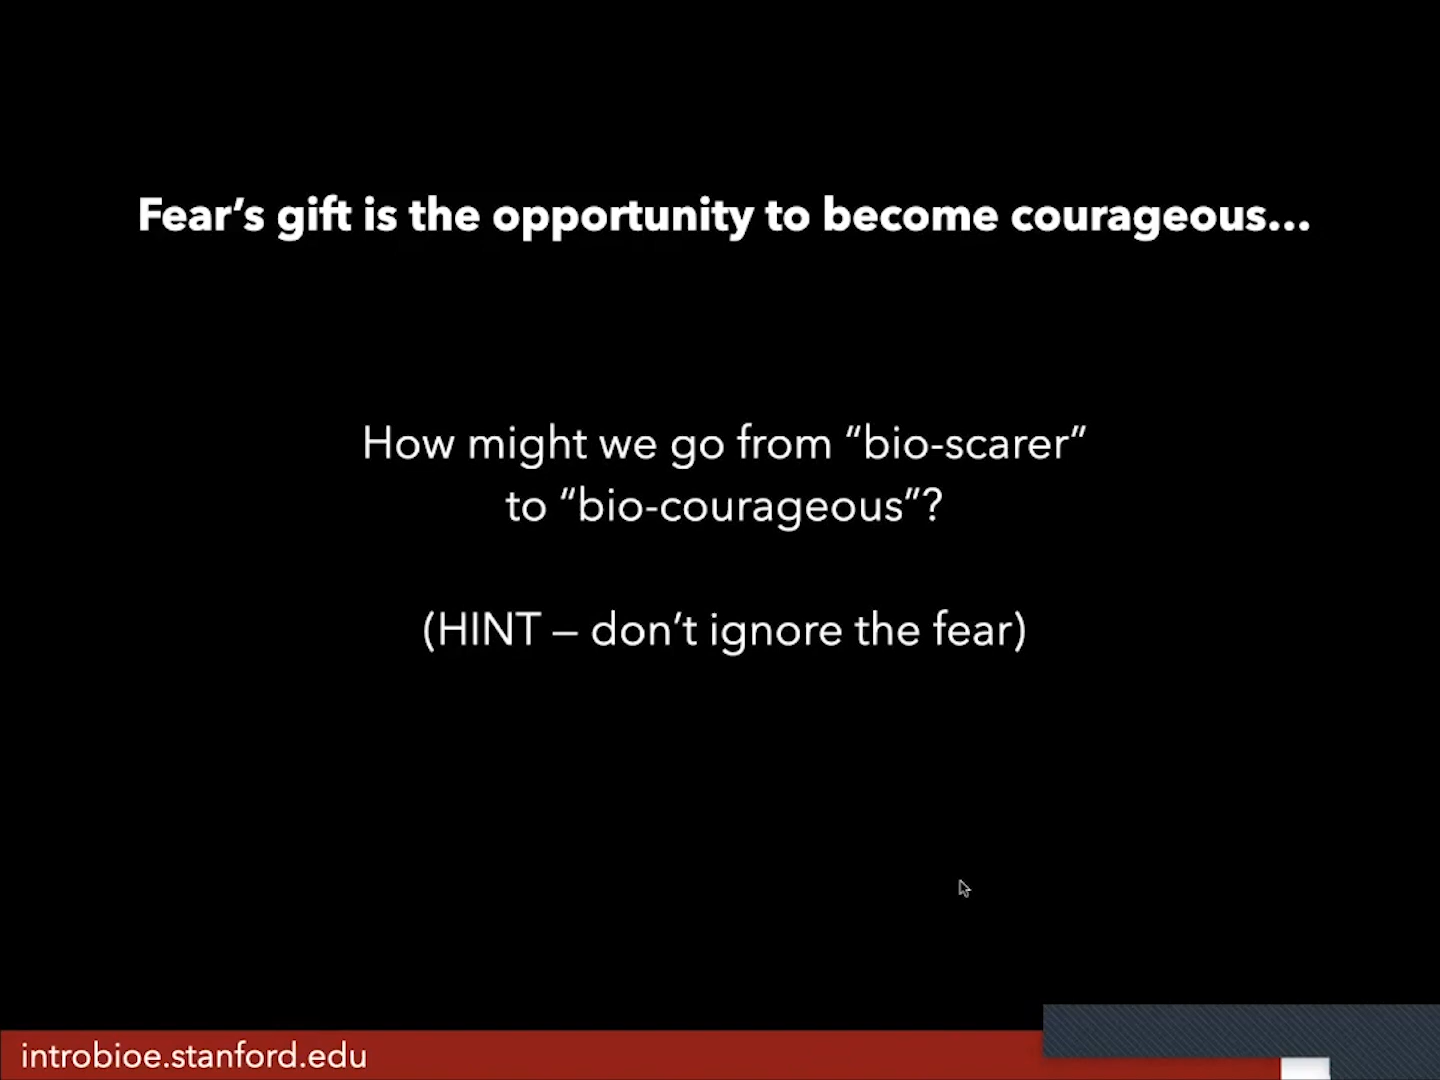 Fear’s gift is the opportunity to become courageous...
How might we go from “bio-scarer”
to “bio-courageous”?
(HINT – don’t ignore the fear)
introbioe.stanford.edu